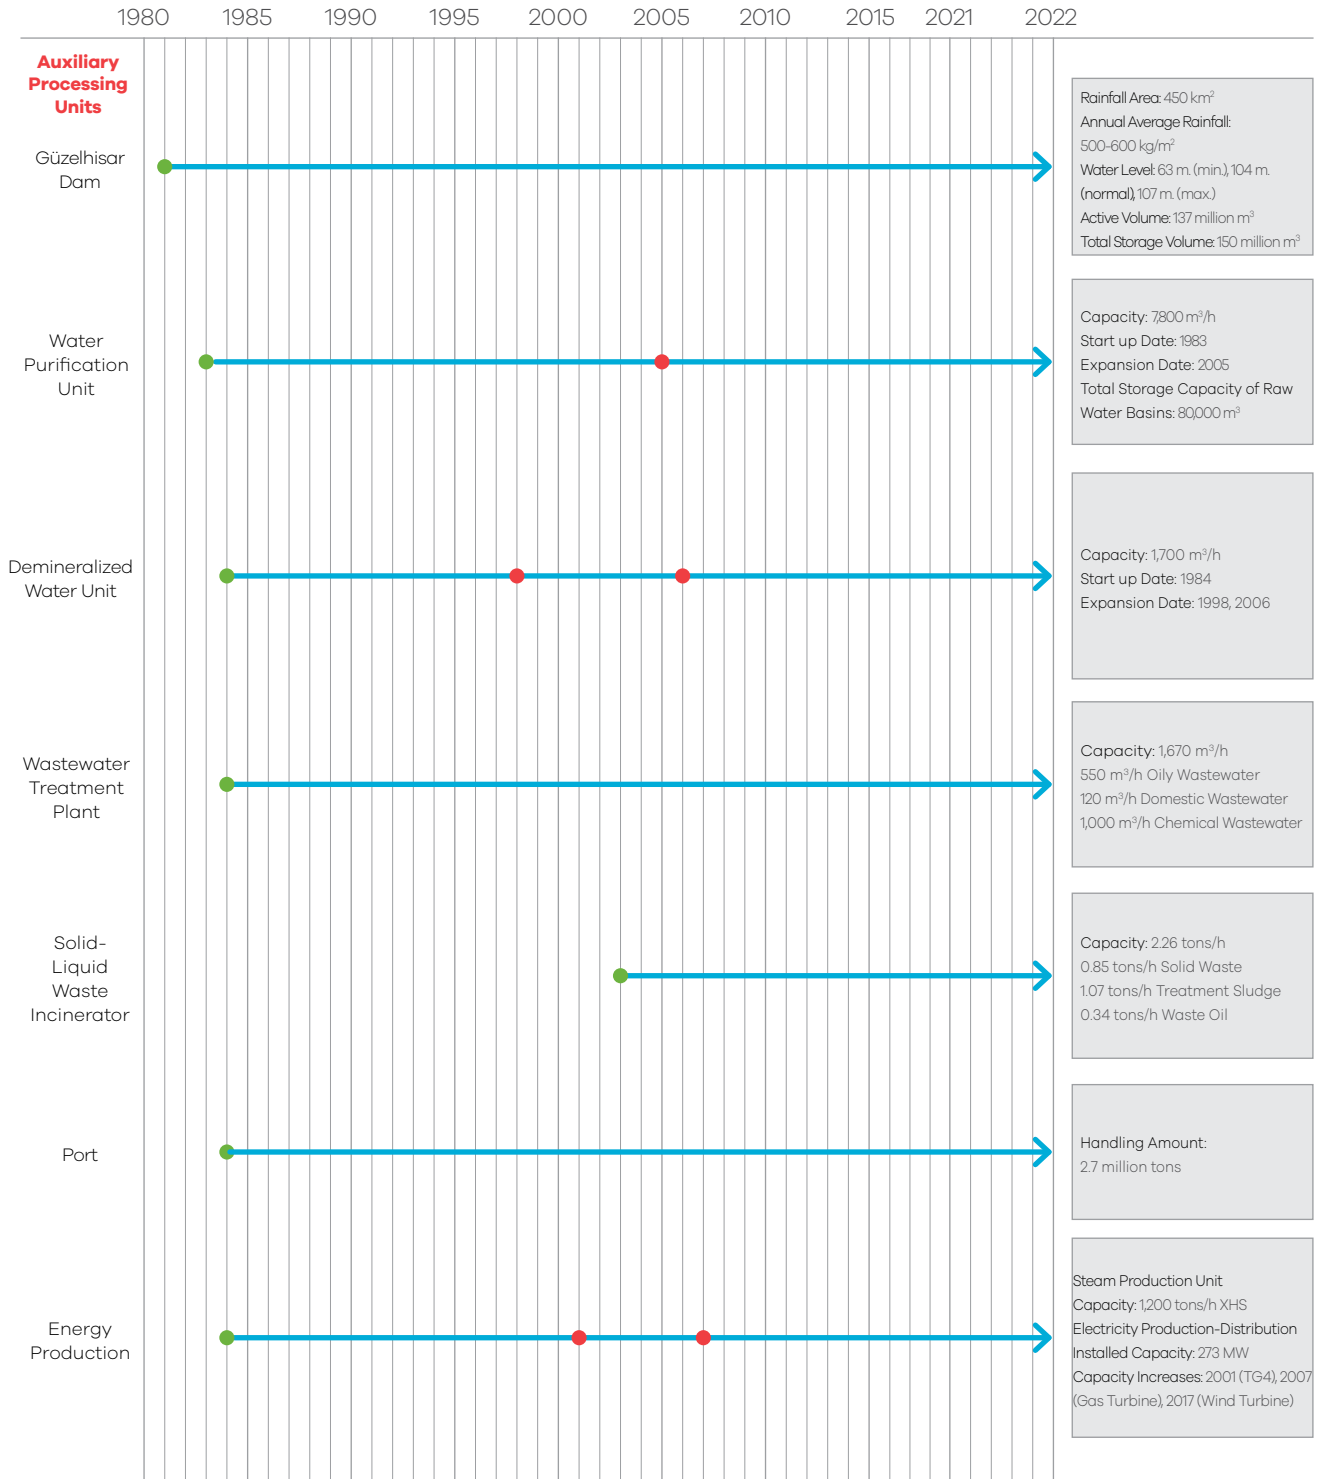 1980 1985 1990 1995 2000 2005 2010 2015 2021 2022
Auxiliary
Processing
Units
Güzelhisar
Dam
Rainfall Area: 450 km²
Annual Average Rainfall:
500-600 kg/m²
Water Level: 63 m. (min.), 104 m.
(normal), 107 m. (max.)
Active Volume: 137 million m³
Total Storage Volume: 150 million m³
Water
Purification
Unit
Capacity: 7,800 m³/h
Start up Date: 1983
Expansion Date: 2005
Total Storage Capacity of Raw
Water Basins: 80,000 m³
Demineralized
Water Unit
Capacity: 1,700 m³/h
Start up Date: 1984
Expansion Date: 1998, 2006
Wastewater
Treatment
Plant
Capacity: 1,670 m³/h
550 m³/h Oily Wastewater
120 m³/h Domestic Wastewater
1,000 m³/h Chemical Wastewater
Solid-
Liquid
Waste
Incinerator
Capacity: 2.26 tons/h
0.85 tons/h Solid Waste
1.07 tons/h Treatment Sludge
0.34 tons/h Waste Oil
Port
Handling Amount:
2.7 million tons
Energy
Production
Steam Production Unit
Capacity: 1,200 tons/h XHS
Electricity Production-Distribution
Installed Capacity: 273 MW
Capacity Increases: 2001 (TG4), 2007
(Gas Turbine), 2017 (Wind Turbine)